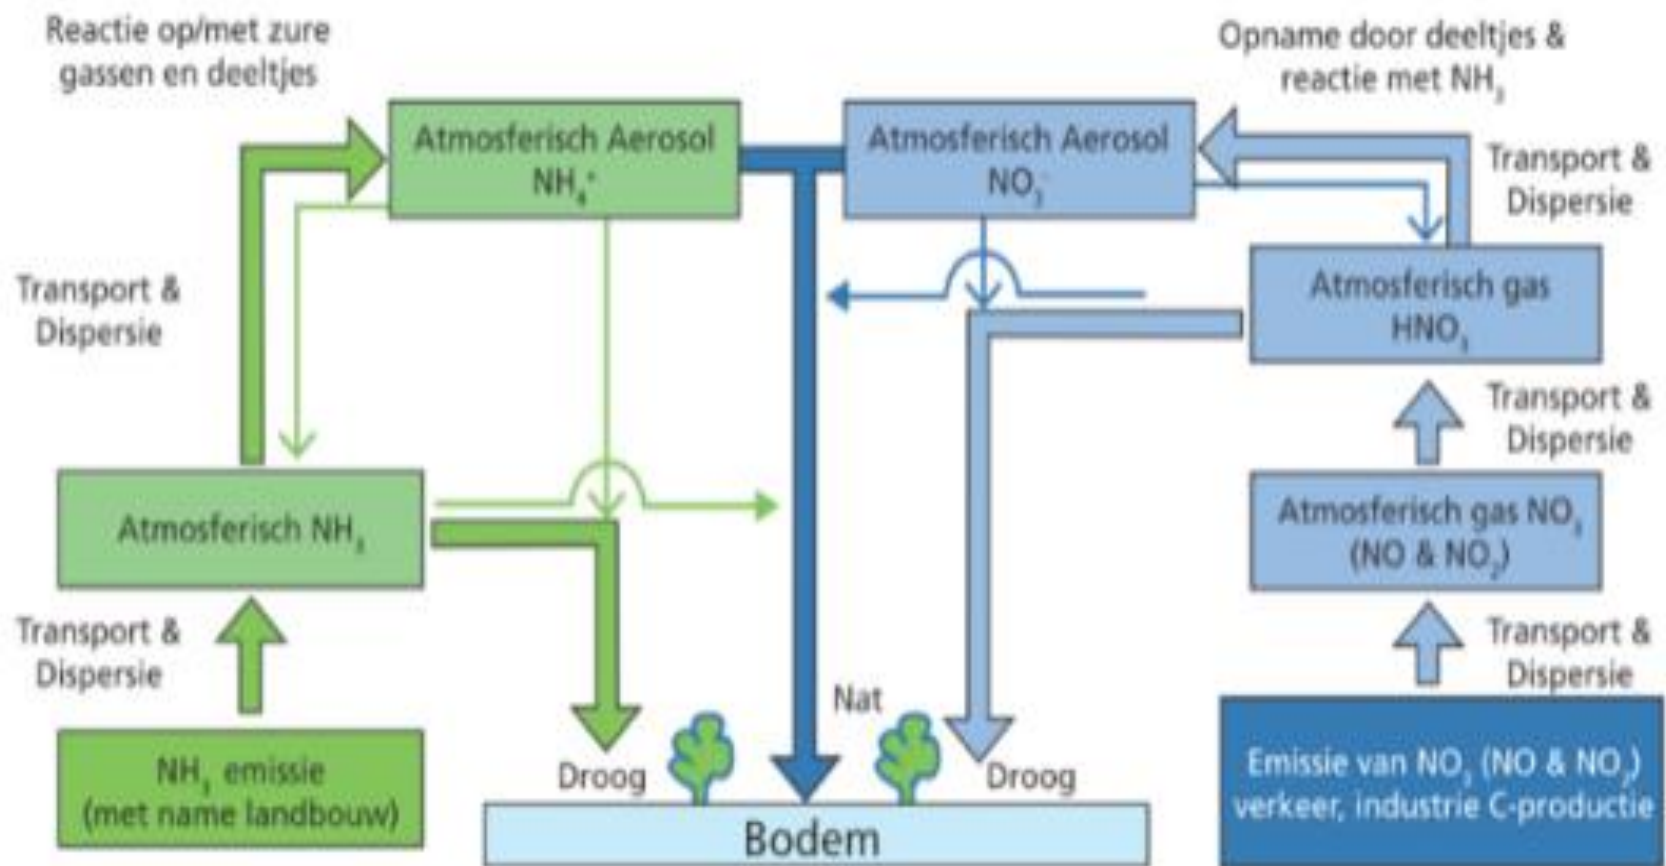 Reactie op/met zure
gassen en deeltjes
Opname door deeltjes &
reactie met NH₃
Atmosferisch Aerosol
NH₄⁺
Atmosferisch Aerosol
NO₃⁻
Transport &
Dispersie
Transport &
Dispersie
Atmosferisch gas
HNO₃
Transport &
Dispersie
Atmosferisch NH₃
Atmosferisch gas NO₃
(NO & NO₂)
Transport &
Dispersie
Transport &
Dispersie
Nat
NH₃ emissie
(met name landbouw)
Droog
Droog
Emissie van NO₃ (NO & NO₂)
verkeer, industrie C-productie
Bodem